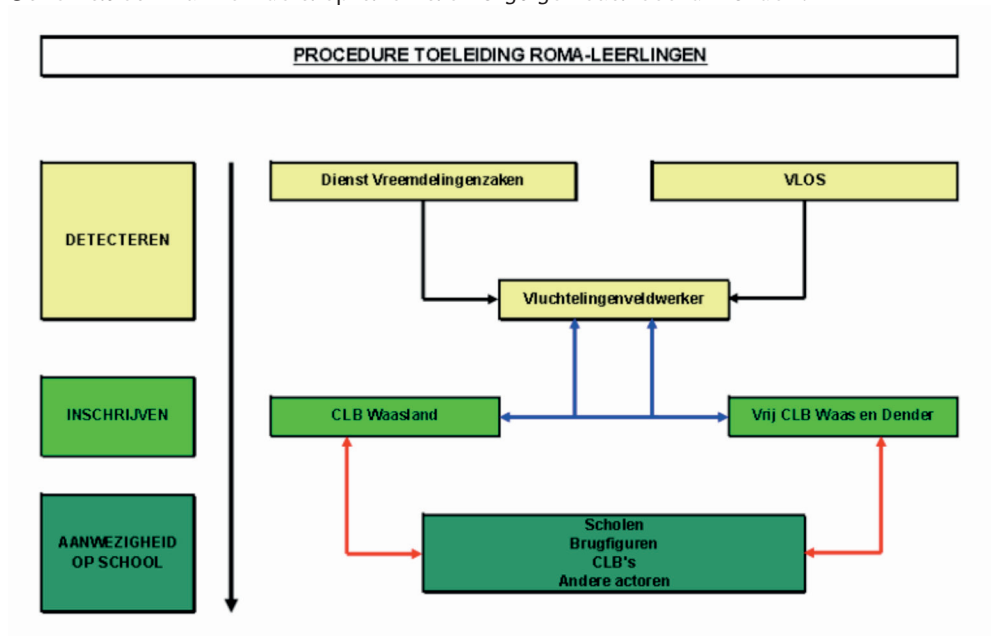 PROCEDURE TOELEIDING ROMA-LEERLINGEN
Dienst Vreemdelingenzaken
VLOS
DETECTEREN
Vluchtelingenveldwerker
INSCHRIJVEN
CLB Waasland
Vrij CLB Waas en Dender
AANWEZIGHEID
OP SCHOOL
Scholen
Brugfiguren
CLB's
Andere actoren